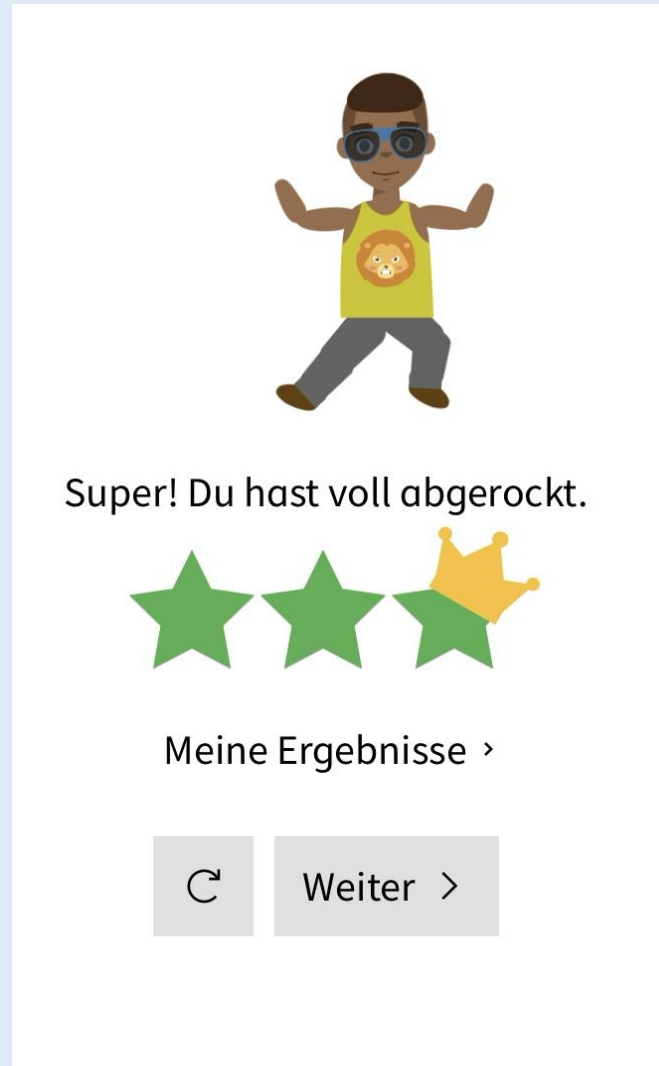 Super! Du hast voll abgerockt.
Meine Ergebnisse ›
Weiter >